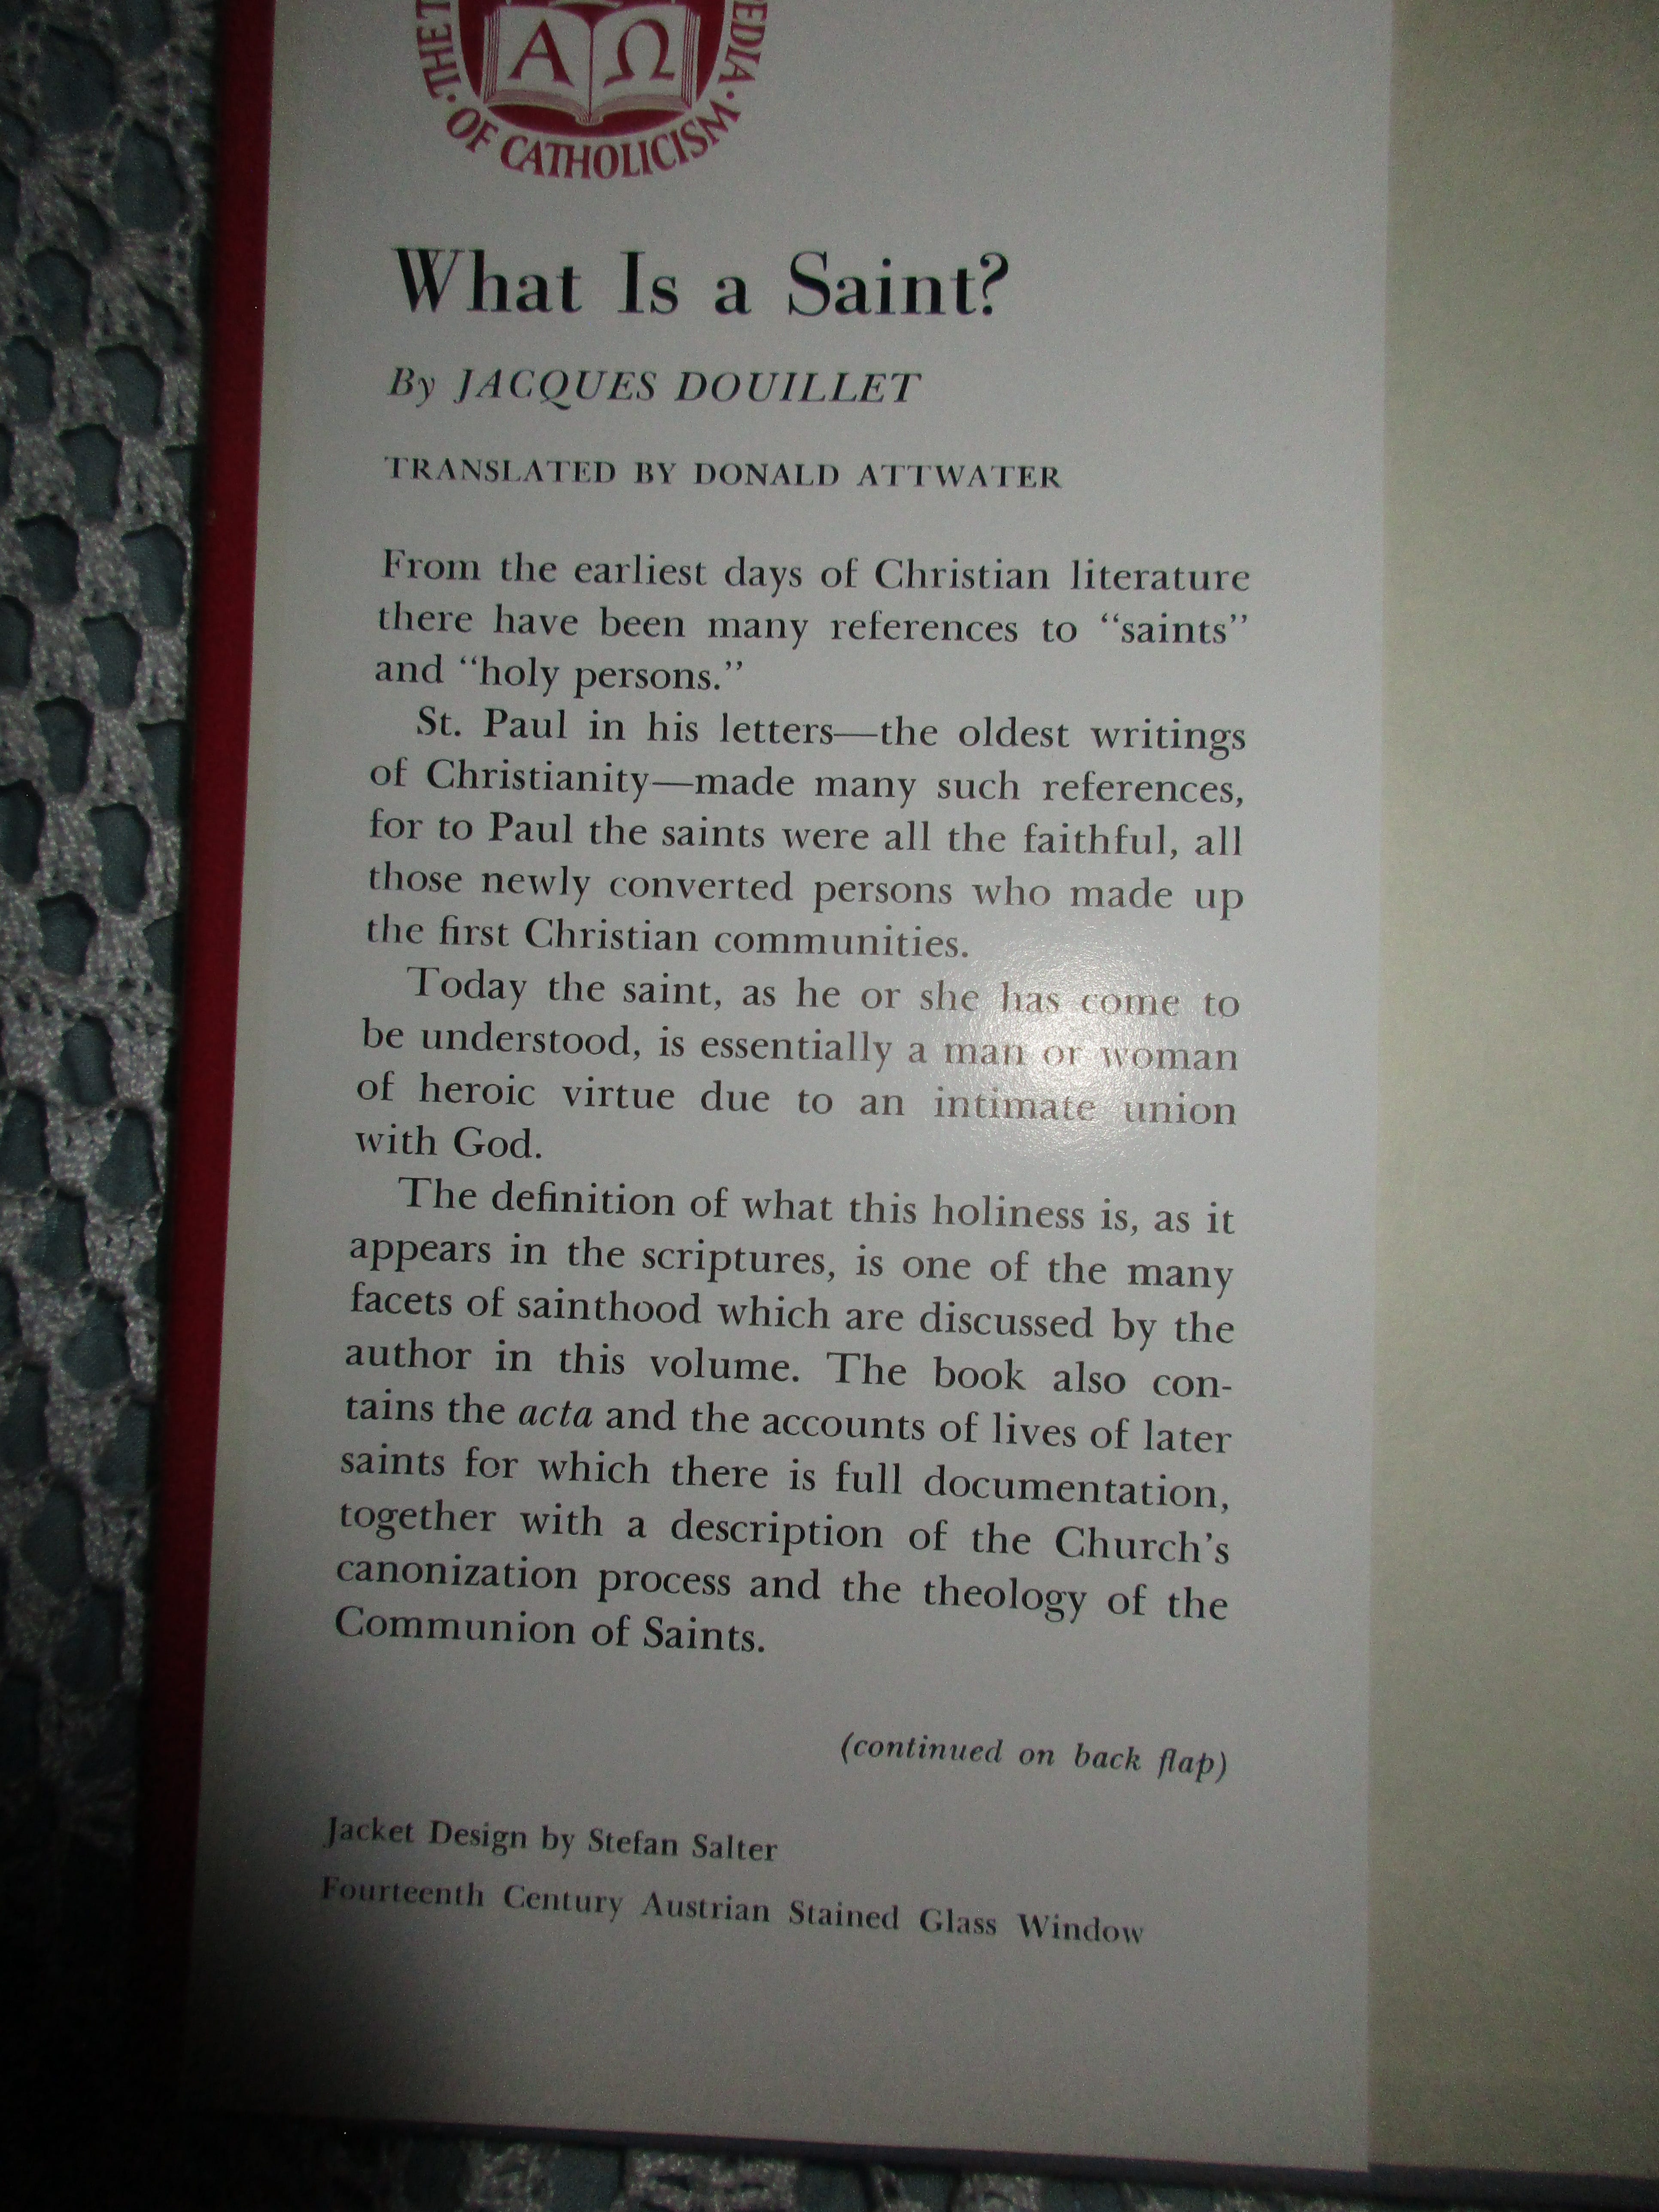 A Ω
THE T
EDIA · OF CATHOLICISM
What Is a Saint?
By JACQUES DOUILLET
TRANSLATED BY DONALD ATTWATER
From the earliest days of Christian literature
there have been many references to “saints”
and “holy persons.”
St. Paul in his letters—the oldest writings
of Christianity—made many such references,
for to Paul the saints were all the faithful, all
those newly converted persons who made up
the first Christian communities.
Today the saint, as he or she has come to
be understood, is essentially a man or woman
of heroic virtue due to an intimate union
with God.
The definition of what this holiness is, as it
appears in the scriptures, is one of the many
facets of sainthood which are discussed by the
author in this volume. The book also con-
tains the acta and the accounts of lives of later
saints for which there is full documentation,
together with a description of the Church’s
canonization process and the theology of the
Communion of Saints.
(continued on back flap)
Jacket Design by Stefan Salter
Fourteenth Century Austrian Stained Glass Window